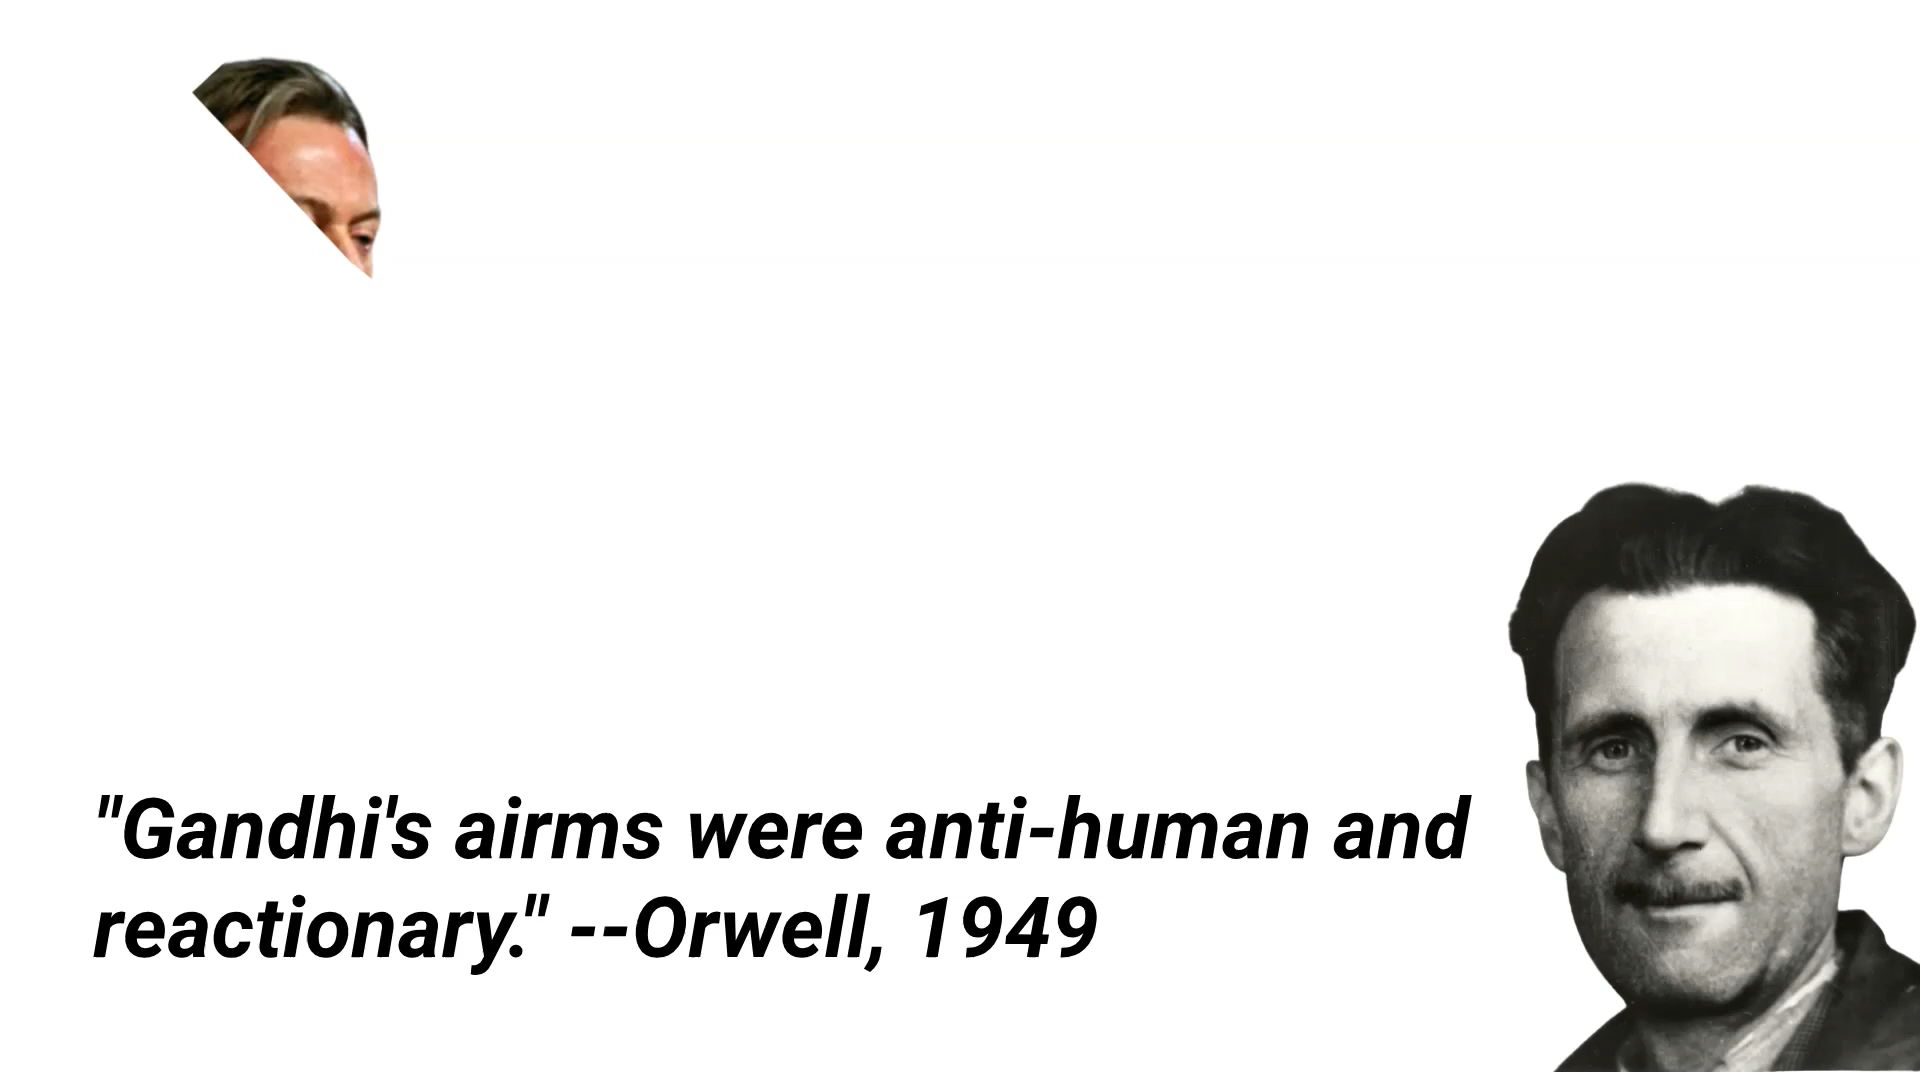 "Gandhi's airms were anti-human and
reactionary." --Orwell, 1949